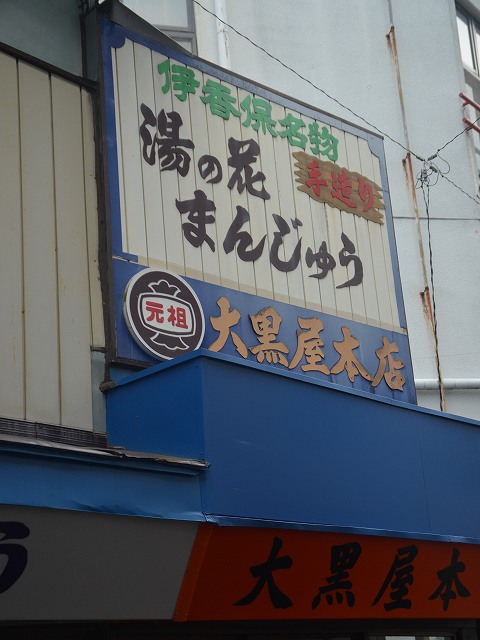 伊香保名物
湯の花
手造り
まんじゅう
元祖
大黒屋本店
う
大黒屋本